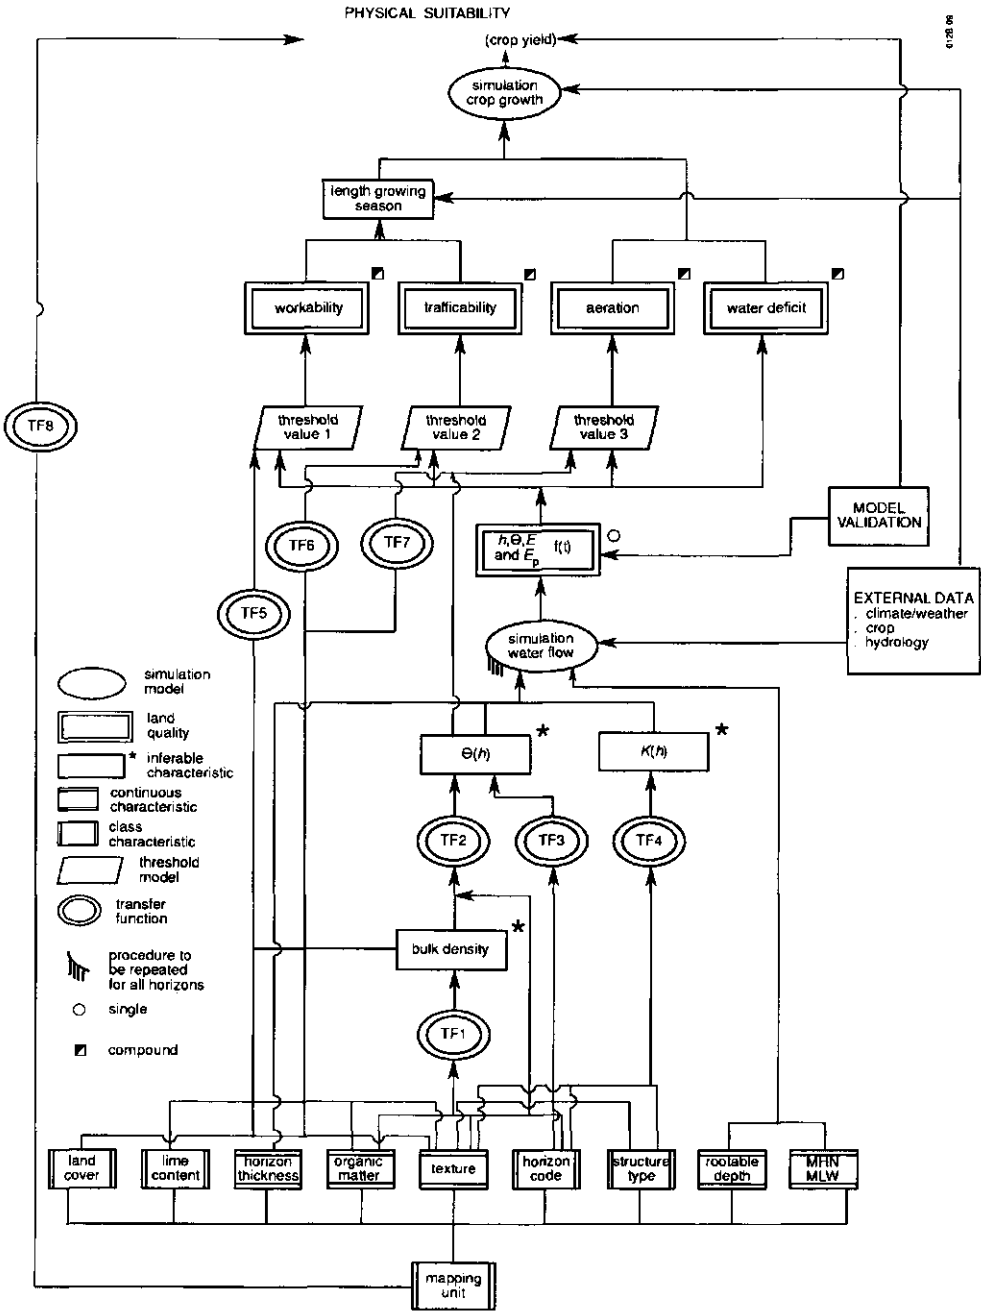 PHYSICAL SUITABILITY
0128 09
(crop yield)
simulation
crop growth
length growing
season
workability
trafficability
aeration
water deficit
TF8
threshold
value 1
threshold
value 2
threshold
value 3
MODEL
VALIDATION
TF6
TF7
h,Θ,E
and Ep
f(t)
EXTERNAL DATA
. climate/weather
. crop
. hydrology
TF5
simulation
water flow
simulation
model
land
quality
* inferable
characteristic
continuous
characteristic
class
characteristic
threshold
model
transfer
function
procedure to
be repeated
for all horizons
single
compound
Θ(h) *
K(h) *
TF2
TF3
TF4
bulk density *
TF1
land
cover
lime
content
horizon
thickness
organic
matter
texture
horizon
code
structure
type
rootable
depth
MHN
MLW
mapping
unit